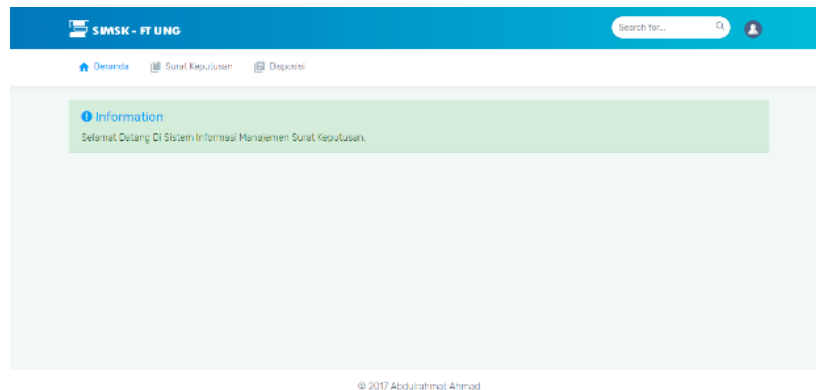 SIMSK - FT UNG
Search for...
Beranda Surat Keputusan Disposisi
Information
Selamat Datang Di Sistem Informasi Manajemen Surat Keputusan.
© 2017 Abdulrahmat Ahmad